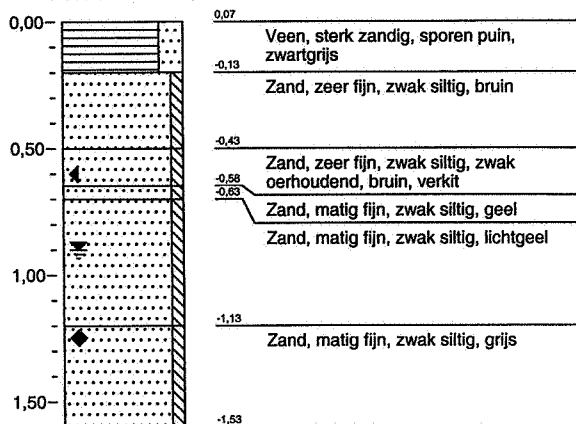 0,00
0,07
Veen, sterk zandig, sporen puin,
zwartgrijs
-0,13
Zand, zeer fijn, zwak siltig, bruin
0,50
-0,43
Zand, zeer fijn, zwak siltig, zwak
oerhoudend, bruin, verkit
-0,58
-0,63
Zand, matig fijn, zwak siltig, geel
Zand, matig fijn, zwak siltig, lichtgeel
1,00
-1,13
Zand, matig fijn, zwak siltig, grijs
1,50
-1,53